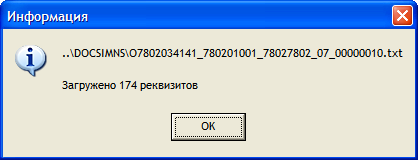 Информация
..\DOCSIMNS\O7802034141_780201001_78027802_07_00000010.txt
Загружено 174 реквизитов
OK